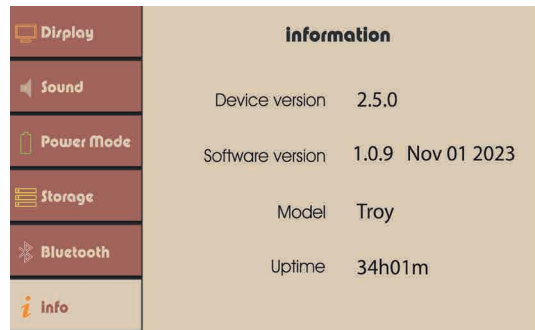 Display
Sound
Power Mode
Storage
Bluetooth
info
information
Device version 2.5.0
Software version 1.0.9 Nov 01 2023
Model Troy
Uptime 34h01m